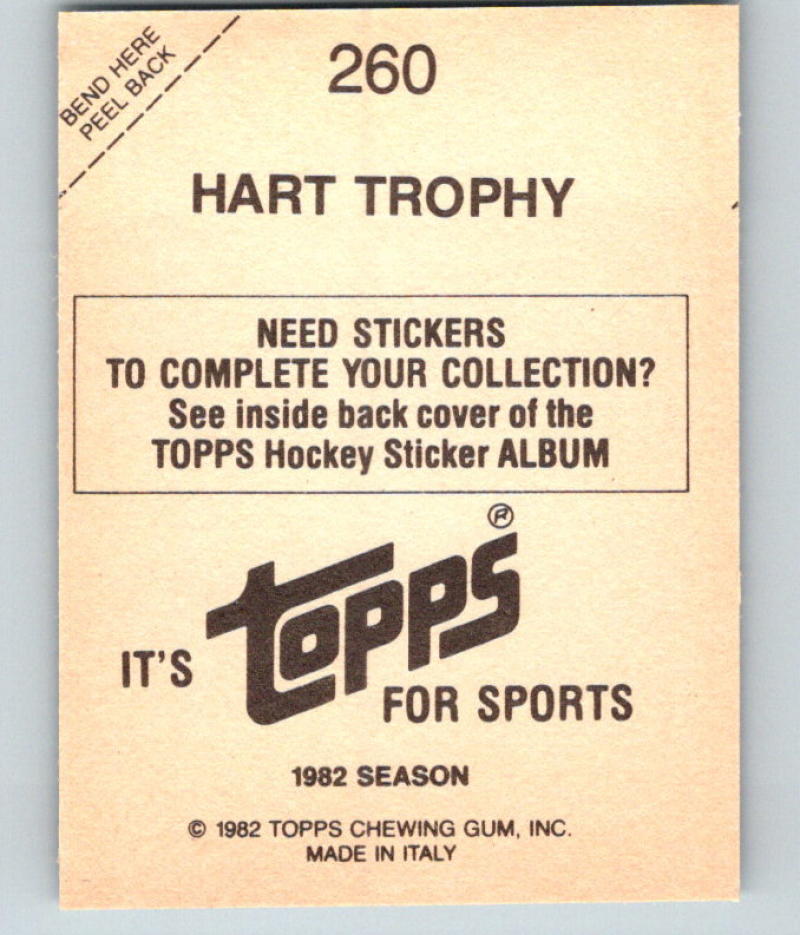 BEND HERE
PEEL BACK
260
HART TROPHY
NEED STICKERS
TO COMPLETE YOUR COLLECTION?
See inside back cover of the
TOPPS Hockey Sticker ALBUM
IT'S topps® FOR SPORTS
1982 SEASON
© 1982 TOPPS CHEWING GUM, INC.
MADE IN ITALY